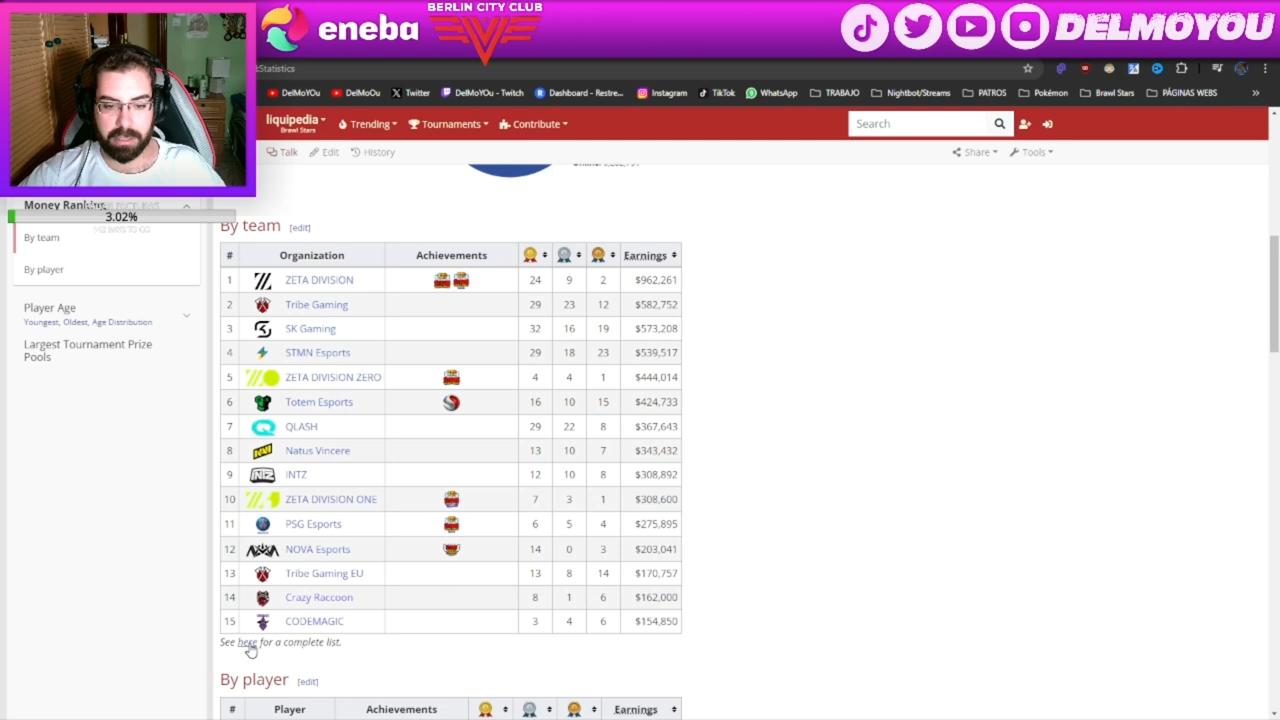 BERLIN CITY CLUB
eneba
DELMOYOU
:Statistics
DelMoYOu DelMoOu Twitter DelMoYOu - Twitch Dashboard - Restre... Instagram TikTok WhatsApp TRABAJO Nightbot/Streams PATROS Pokémon Brawl Stars PÁGINAS WEBS »
liquipedia Brawl Stars Trending Tournaments Contribute Search
Talk Edit History Share Tools
Money Ranking
3.02%
By team
By player
Player Age
Youngest, Oldest, Age Distribution
Largest Tournament Prize
Pools
By team [edit]
# Organization Achievements Earnings
1 ZETA DIVISION 24 9 2 $962,261
2 Tribe Gaming 29 23 12 $582,752
3 SK Gaming 32 16 19 $573,208
4 STMN Esports 29 18 23 $539,517
5 ZETA DIVISION ZERO 4 4 1 $444,014
6 Totem Esports 16 10 15 $424,733
7 QLASH 29 22 8 $367,643
8 Natus Vincere 13 10 7 $343,432
9 INTZ 12 10 8 $308,892
10 ZETA DIVISION ONE 7 3 1 $308,600
11 PSG Esports 6 5 4 $275,895
12 NOVA Esports 14 0 3 $203,041
13 Tribe Gaming EU 13 8 14 $170,757
14 Crazy Raccoon 8 1 6 $162,000
15 CODEMAGIC 3 4 6 $154,850
See here for a complete list.
By player [edit]
# Player Achievements Earnings